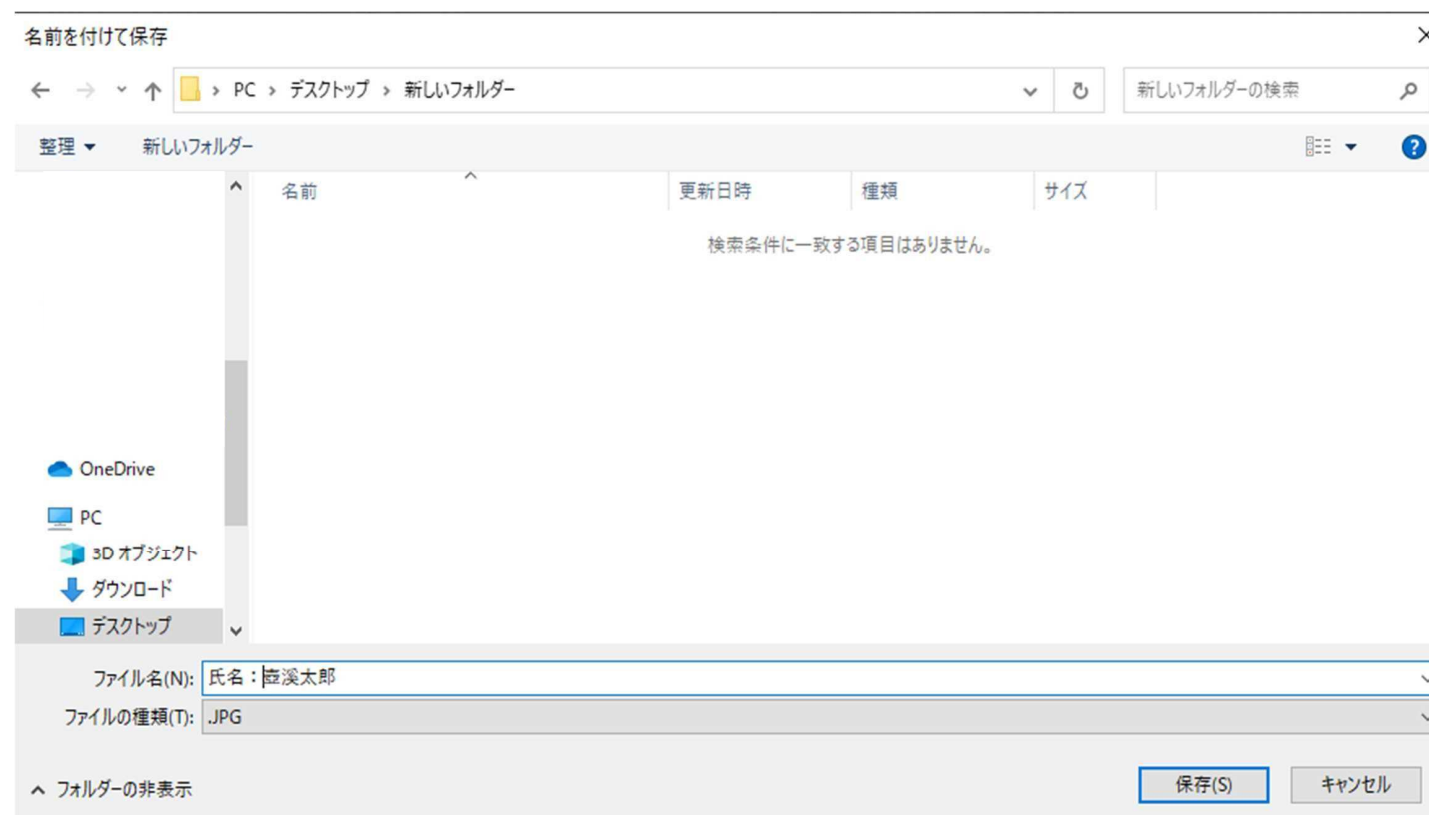 名前を付けて保存
PC › デスクトップ › 新しいフォルダー
新しいフォルダーの検索
整理
新しいフォルダー
名前
更新日時
種類
サイズ
検索条件に一致する項目はありません。
OneDrive
PC
3D オブジェクト
ダウンロード
デスクトップ
ファイル名(N): 氏名：壺溪太郎
ファイルの種類(T): .JPG
フォルダーの非表示
保存(S)
キャンセル